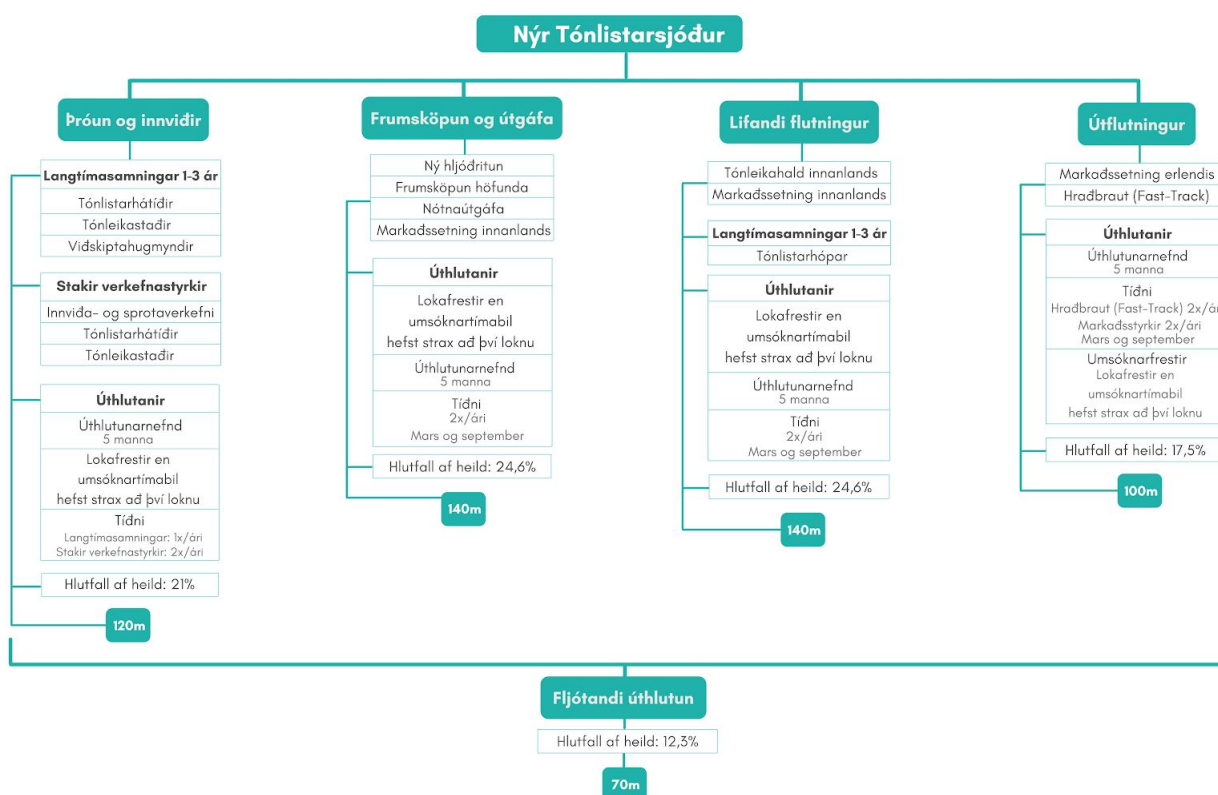 Nýr Tónlistarsjóður
Þróun og innviðir
Langtímasamningar 1-3 ár
Tónlistarhátíðir
Tónleikastaðir
Viðskiptahugmyndir
Stakir verkefnastyrkir
Innviða- og sprotaverkefni
Tónlistarhátíðir
Tónleikastaðir
Úthlutanir
Úthlutunarnefnd
5 manna
Lokafrestir en
umsóknartímabil
hefst strax að því loknu
Tíðni
Langtímasamningar: 1x/ári
Stakir verkefnastyrkir: 2x/ári
Hlutfall af heild: 21%
120m
Frumsköpun og útgáfa
Ný hljóðritun
Frumsköpun höfunda
Nótnaútgáfa
Markaðssetning innanlands
Úthlutanir
Lokafrestir en
umsóknartímabil
hefst strax að því loknu
Úthlutunarnefnd
5 manna
Tíðni
2x/ári
Mars og september
Hlutfall af heild: 24,6%
140m
Lifandi flutningur
Tónleikahald innanlands
Markaðssetning innanlands
Langtímasamningar 1-3 ár
Tónlistarhópar
Úthlutanir
Lokafrestir en
umsóknartímabil
hefst strax að því loknu
Úthlutunarnefnd
5 manna
Tíðni
2x/ári
Mars og september
Hlutfall af heild: 24,6%
140m
Útflutningur
Markaðssetning erlendis
Hraðbraut (Fast-Track)
Úthlutanir
Úthlutunarnefnd
5 manna
Tíðni
Hraðbraut (Fast-Track) 2x/ári
Markaðsstyrkir 2x/ári
Mars og september
Umsóknarfrestir
Lokafrestir en
umsóknartímabil
hefst strax að því loknu
Hlutfall af heild: 17,5%
100m
Fljótandi úthlutun
Hlutfall af heild: 12,3%
70m